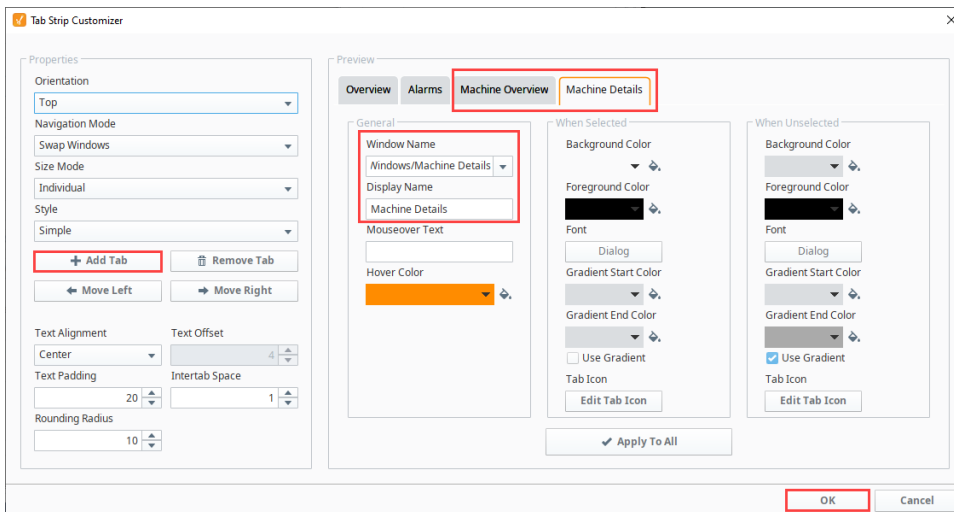 Tab Strip Customizer
Properties
Orientation
Top
Navigation Mode
Swap Windows
Size Mode
Individual
Style
Simple
Add Tab
Remove Tab
Move Left
Move Right
Text Alignment
Text Offset
Center
4
Text Padding
Intertab Space
20
1
Rounding Radius
10
Preview
Overview
Alarms
Machine Overview
Machine Details
General
Window Name
Windows/Machine Details
Display Name
Machine Details
Mouseover Text
Hover Color
When Selected
Background Color
Foreground Color
Font
Dialog
Gradient Start Color
Gradient End Color
Use Gradient
Tab Icon
Edit Tab Icon
When Unselected
Background Color
Foreground Color
Font
Dialog
Gradient Start Color
Gradient End Color
Use Gradient
Tab Icon
Edit Tab Icon
Apply To All
OK
Cancel